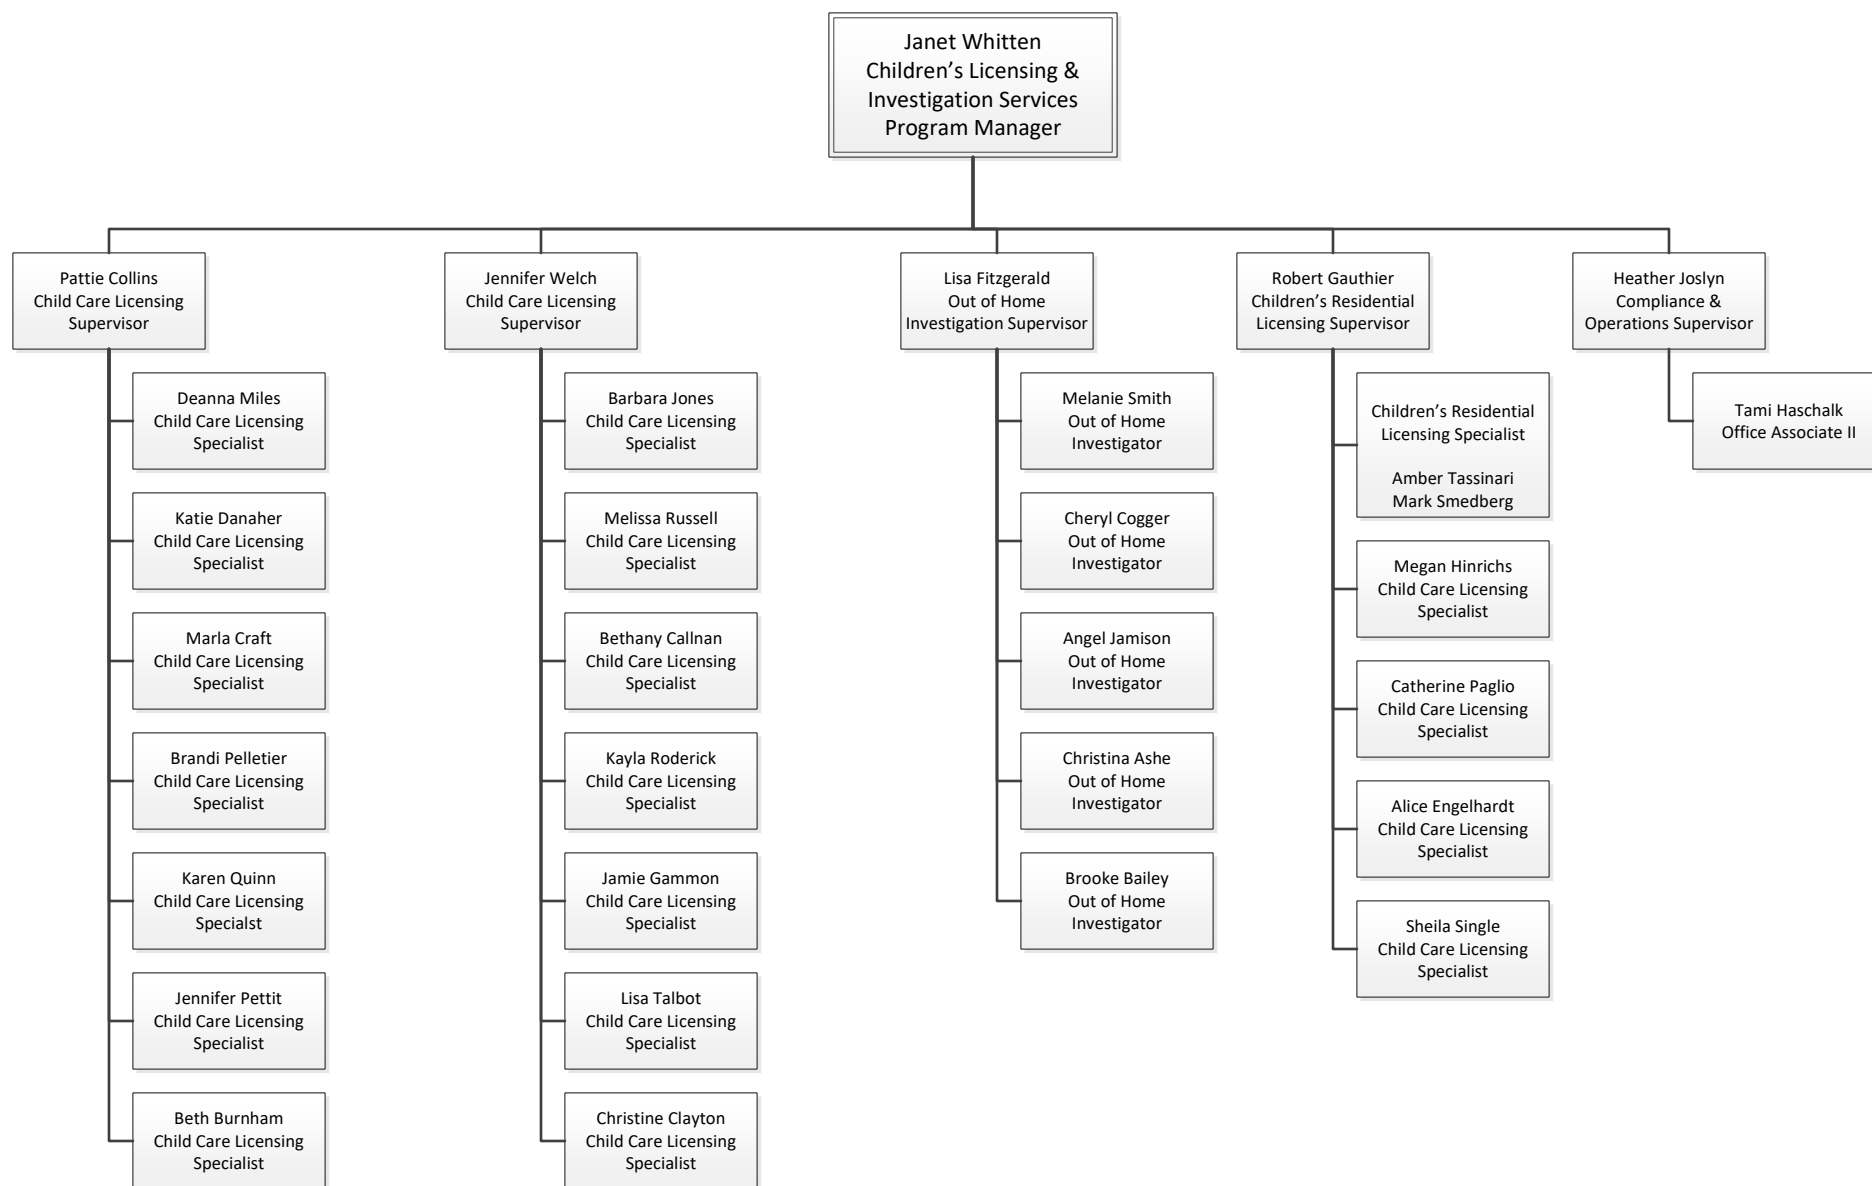 Janet Whitten
Children’s Licensing &
Investigation Services
Program Manager
Pattie Collins
Child Care Licensing
Supervisor
Deanna Miles
Child Care Licensing
Specialist
Katie Danaher
Child Care Licensing
Specialist
Marla Craft
Child Care Licensing
Specialist
Brandi Pelletier
Child Care Licensing
Specialist
Karen Quinn
Child Care Licensing
Specialst
Jennifer Pettit
Child Care Licensing
Specialist
Beth Burnham
Child Care Licensing
Specialist
Jennifer Welch
Child Care Licensing
Supervisor
Barbara Jones
Child Care Licensing
Specialist
Melissa Russell
Child Care Licensing
Specialist
Bethany Callnan
Child Care Licensing
Specialist
Kayla Roderick
Child Care Licensing
Specialist
Jamie Gammon
Child Care Licensing
Specialist
Lisa Talbot
Child Care Licensing
Specialist
Christine Clayton
Child Care Licensing
Specialist
Lisa Fitzgerald
Out of Home
Investigation Supervisor
Melanie Smith
Out of Home
Investigator
Cheryl Cogger
Out of Home
Investigator
Angel Jamison
Out of Home
Investigator
Christina Ashe
Out of Home
Investigator
Brooke Bailey
Out of Home
Investigator
Robert Gauthier
Children’s Residential
Licensing Supervisor
Children’s Residential
Licensing Specialist
Amber Tassinari
Mark Smedberg
Megan Hinrichs
Child Care Licensing
Specialist
Catherine Paglio
Child Care Licensing
Specialist
Alice Engelhardt
Child Care Licensing
Specialist
Sheila Single
Child Care Licensing
Specialist
Heather Joslyn
Compliance &
Operations Supervisor
Tami Haschalk
Office Associate II